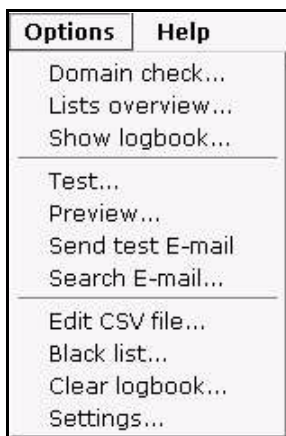 Options Help
Domain check...
Lists overview...
Show logbook...
Test...
Preview...
Send test E-mail
Search E-mail...
Edit CSV file...
Black list...
Clear logbook...
Settings...